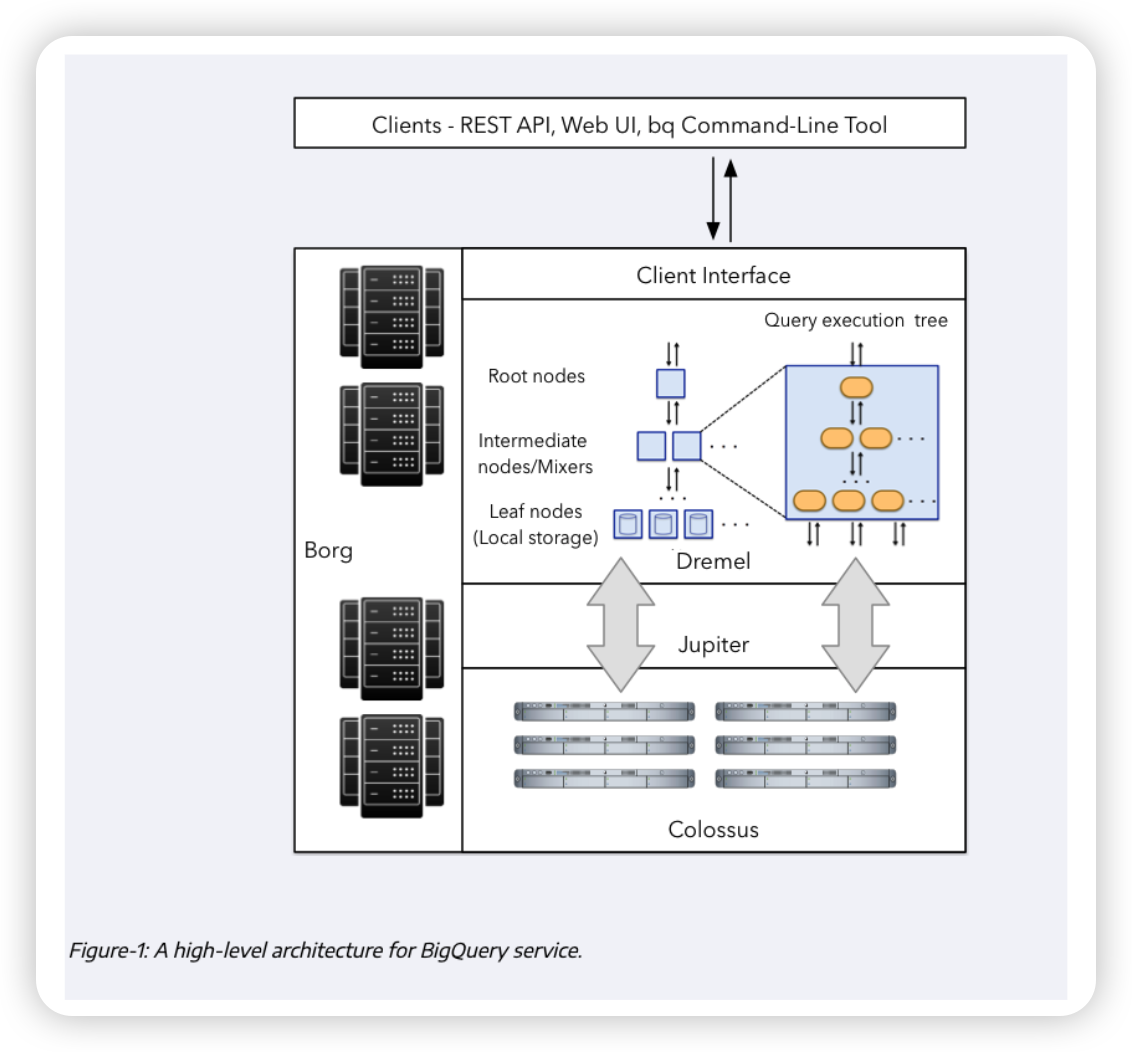 Clients - REST API, Web UI, bq Command-Line Tool
Client Interface
Query execution tree
Root nodes
Intermediate
nodes/Mixers
Leaf nodes
(Local storage)
Dremel
Borg
Jupiter
Colossus
Figure-1: A high-level architecture for BigQuery service.